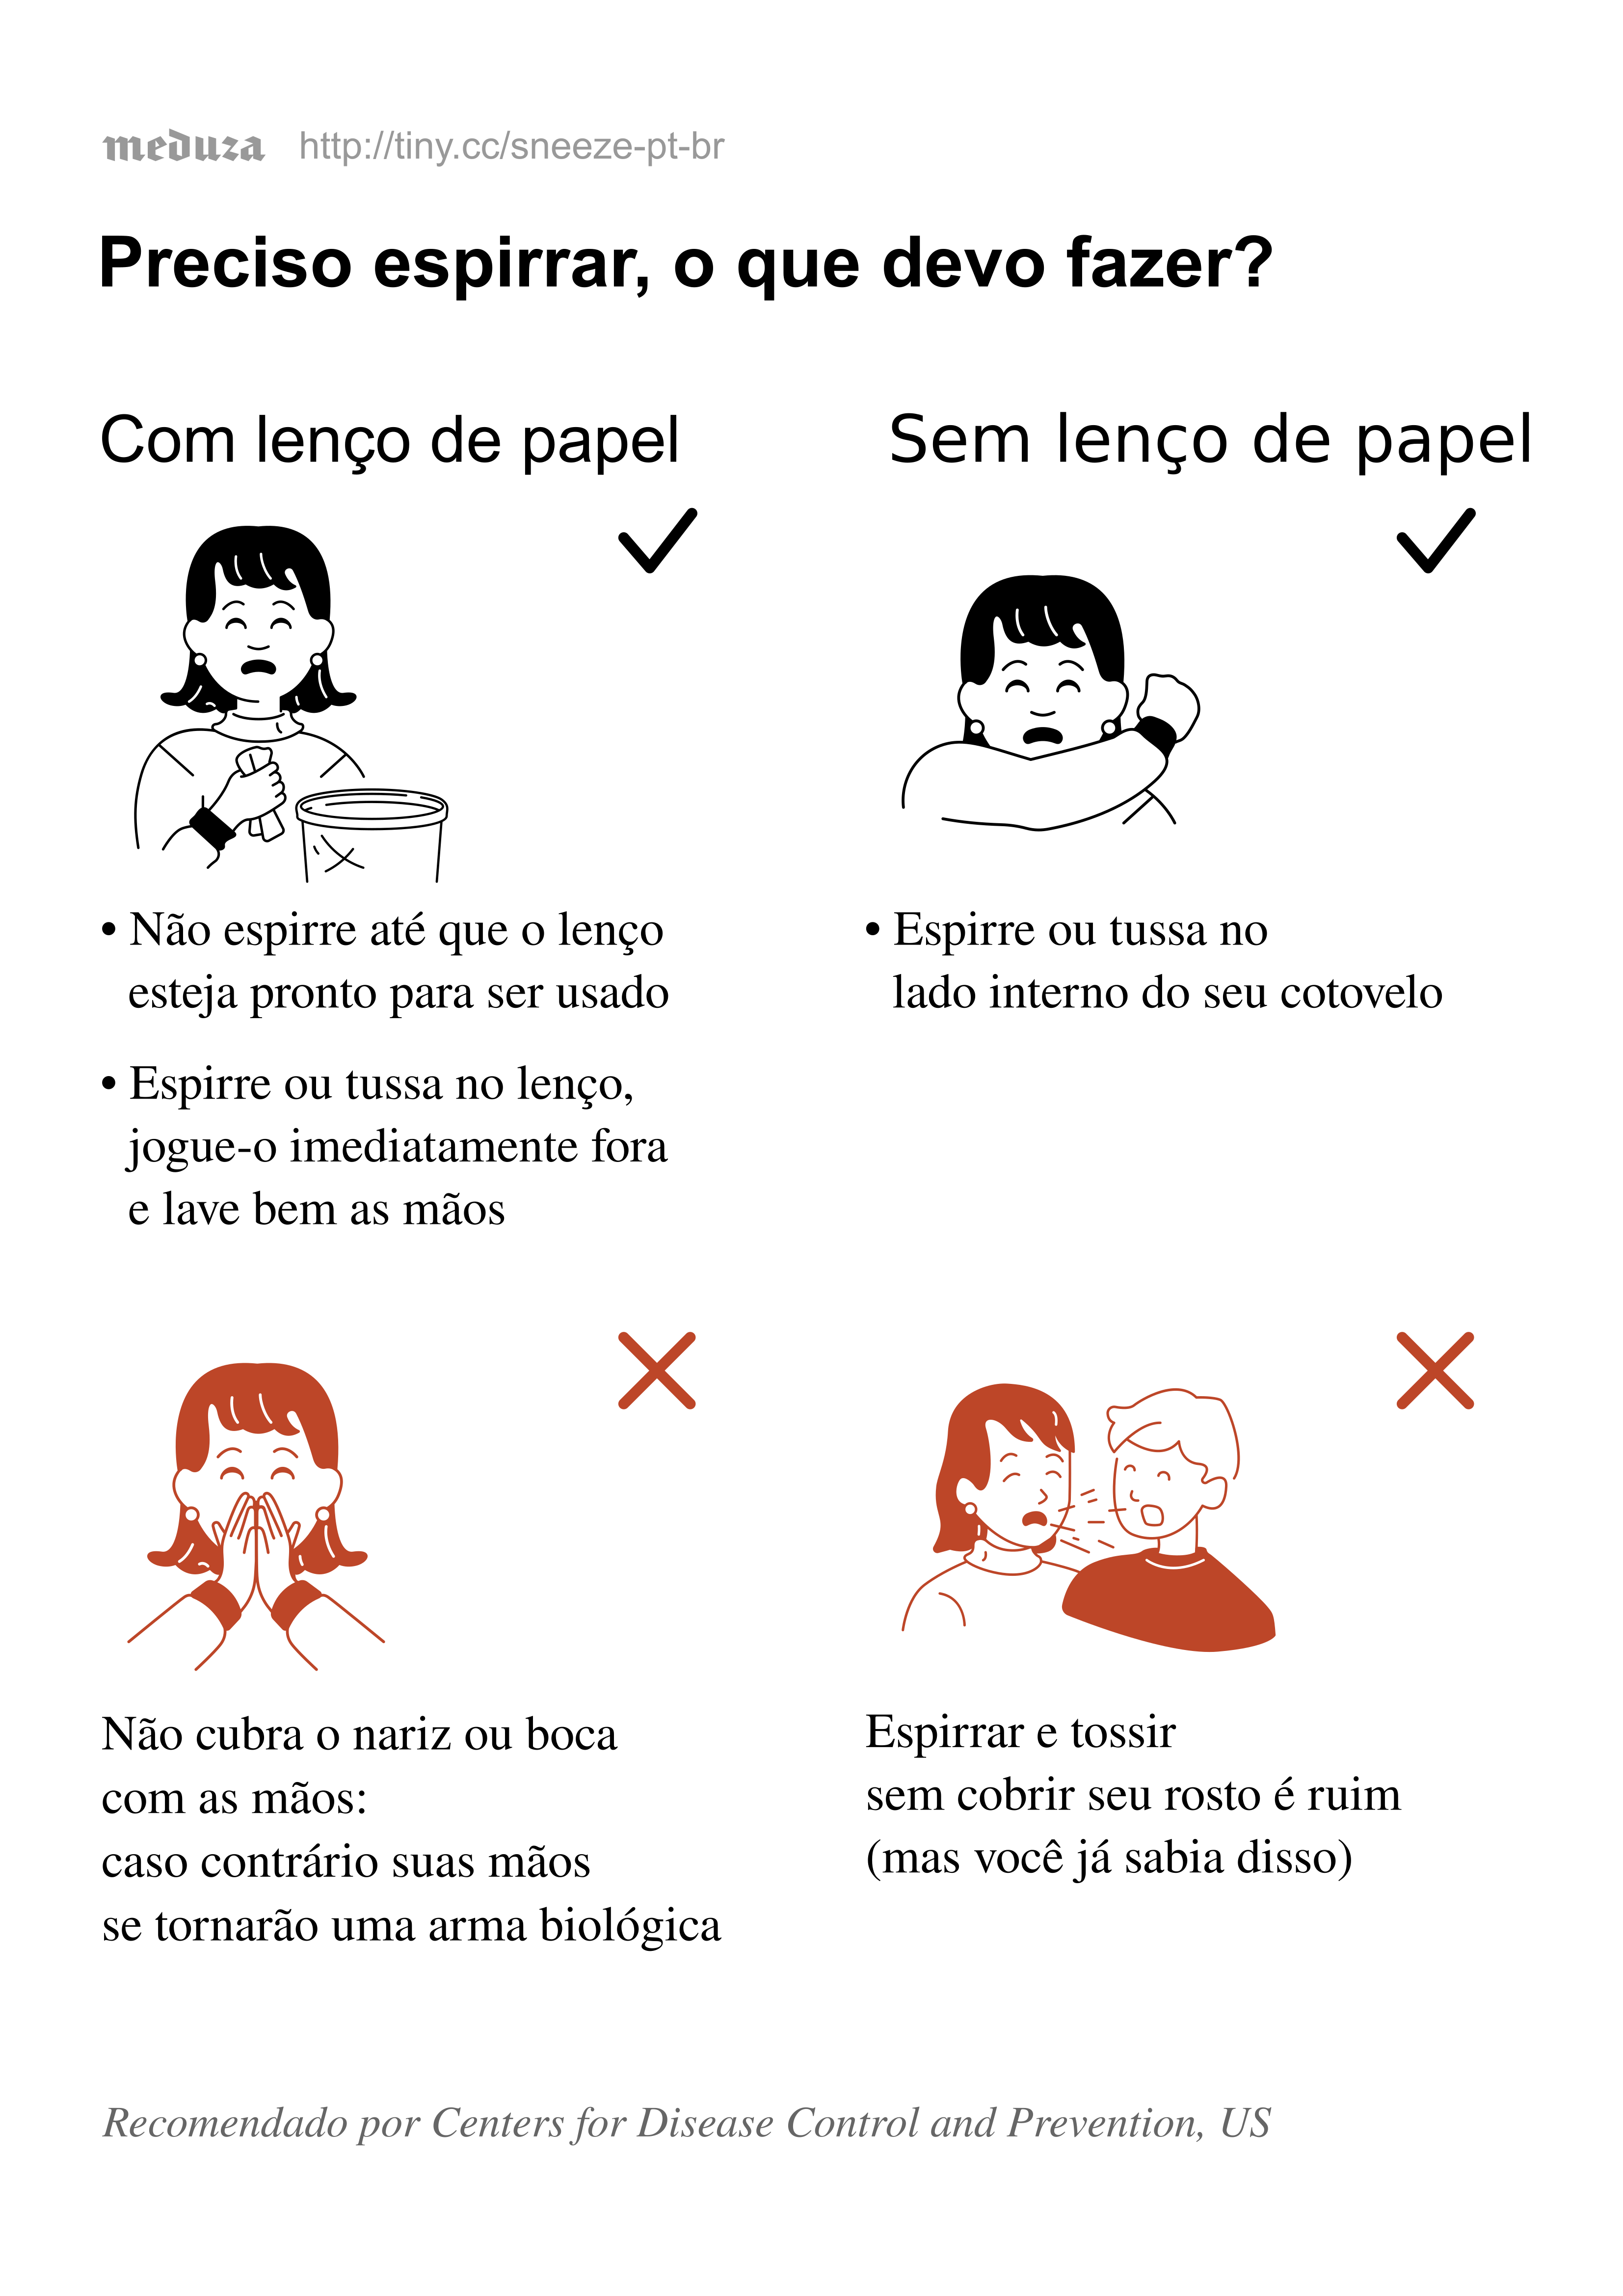 meduza http://tiny.cc/sneeze-pt-br
Preciso espirrar, o que devo fazer?
Com lenço de papel
• Não espirre até que o lenço
esteja pronto para ser usado
• Espirre ou tussa no lenço,
jogue-o imediatamente fora
e lave bem as mãos
Sem lenço de papel
• Espirre ou tussa no
lado interno do seu cotovelo
Não cubra o nariz ou boca
com as mãos:
caso contrário suas mãos
se tornarão uma arma biológica
Espirrar e tossir
sem cobrir seu rosto é ruim
(mas você já sabia disso)
Recomendado por Centers for Disease Control and Prevention, US